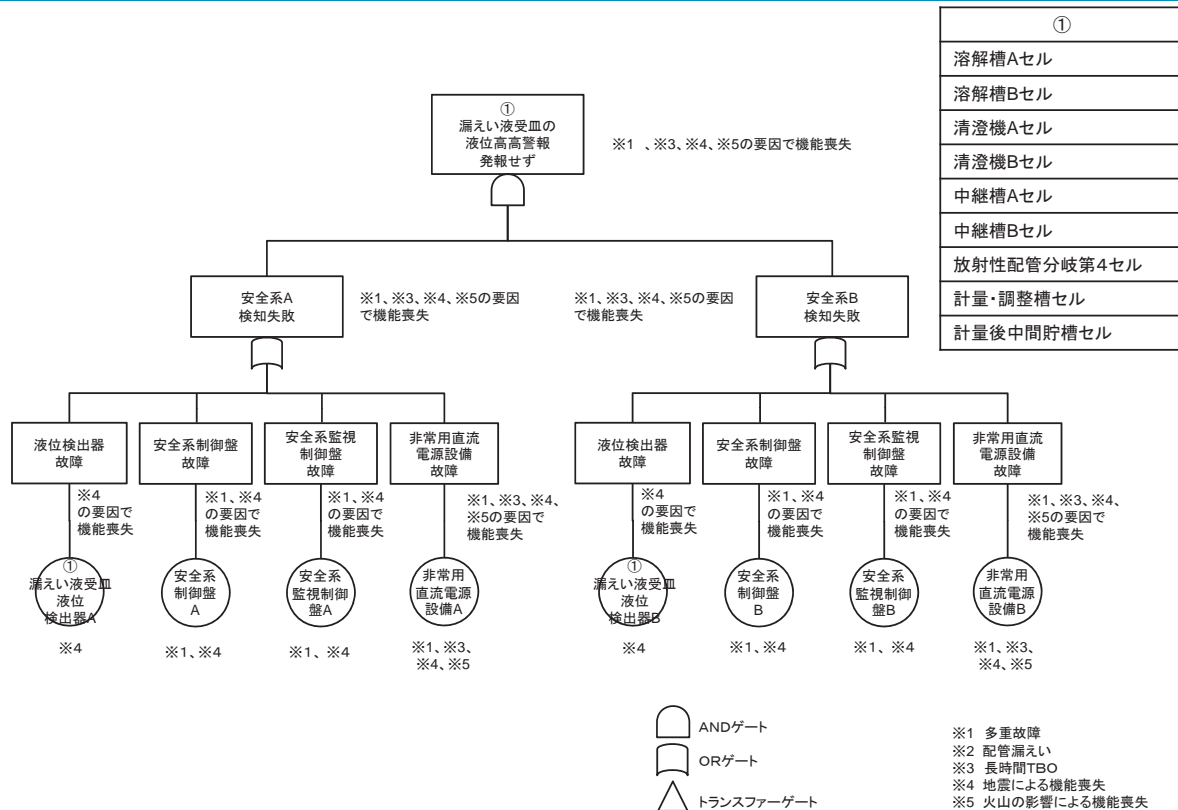 ①
溶解槽Aセル
溶解槽Bセル
清澄機Aセル
清澄機Bセル
中継槽Aセル
中継槽Bセル
放射性配管分岐第4セル
計量・調整槽セル
計量後中間貯槽セル
①
漏えい液受皿の
液位高高警報
発報せず
※1 、※3、※4、※5の要因で機能喪失
安全系A
検知失敗
※1、※3、※4、※5の要因
で機能喪失
※1、※3、※4、※5の要因
で機能喪失
安全系B
検知失敗
液位検出器
故障
安全系制御盤
故障
安全系監視
制御盤
故障
非常用直流
電源設備
故障
液位検出器
故障
安全系制御盤
故障
安全系監視
制御盤
故障
非常用直流
電源設備
故障
※4
の要因で
機能喪失
※1、※4
の要因で
機能喪失
※1、※4
の要因で
機能喪失
※1、※3、※4、
※5の要因で
機能喪失
※4
の要因で
機能喪失
※1、※4
の要因で
機能喪失
※1、※4
の要因で
機能喪失
※1、※3、※4、
※5の要因で
機能喪失
①
漏えい液受皿
液位
検出器A
安全系
制御盤
A
安全系
監視制御
盤A
非常用
直流電源
設備A
①
漏えい液受皿
液位
検出器B
安全系
制御盤
B
安全系
監視制御
盤B
非常用
直流電源
設備B
※4
※1、※4
※1、※4
※1、※3、
※4、※5
※4
※1、※4
※1、※4
※1、※3、
※4、※5
ANDゲート
ORゲート
トランスファーゲート
※1 多重故障
※2 配管漏えい
※3 長時間TBO
※4 地震による機能喪失
※5 火山の影響による機能喪失